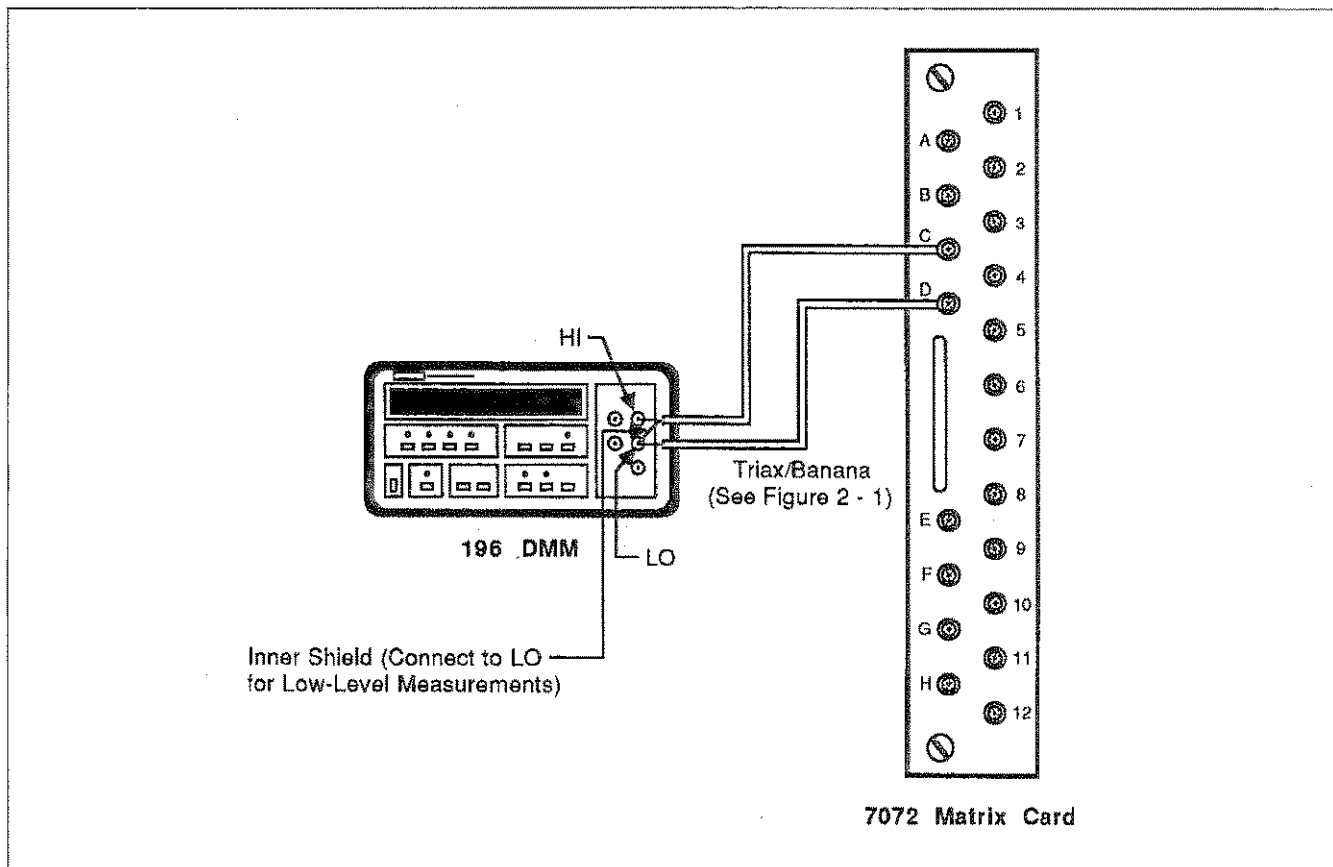 1
A
2
B
3
C
4
D
5
HI
6
7
Triax/Banana
(See Figure 2 - 1)
8
E
196 DMM
LO
9
F
10
G
Inner Shield (Connect to LO
for Low-Level Measurements)
11
H
12
7072 Matrix Card